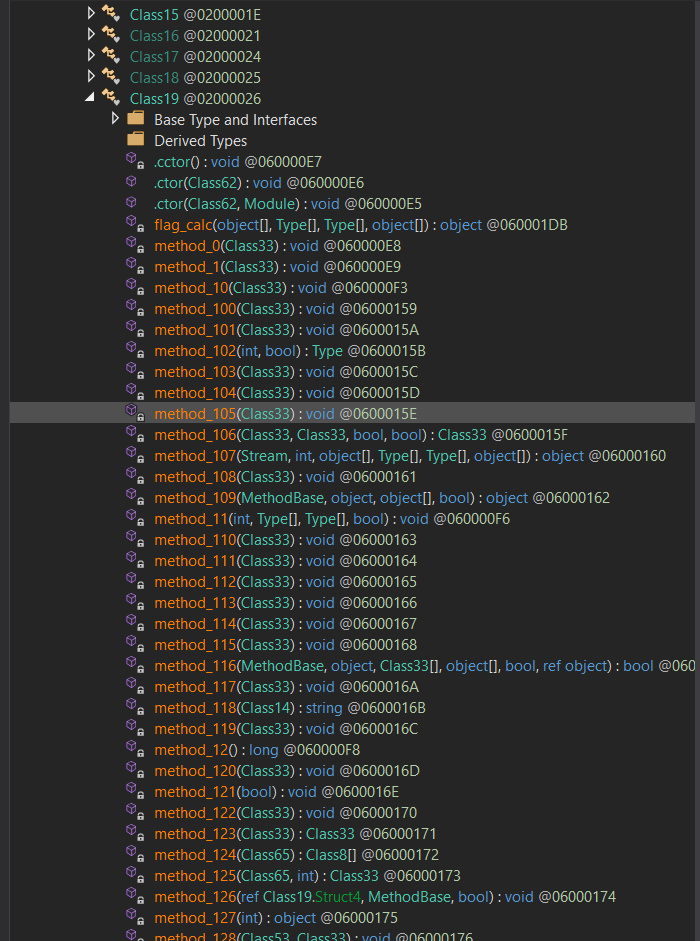 Class15 @0200001E
Class16 @02000021
Class17 @02000024
Class18 @02000025
Class19 @02000026
Base Type and Interfaces
Derived Types
.cctor() : void @060000E7
.ctor(Class62) : void @060000E6
.ctor(Class62, Module) : void @060000E5
flag_calc(object[], Type[], Type[], object[]) : object @060001DB
method_0(Class33) : void @060000E8
method_1(Class33) : void @060000E9
method_10(Class33) : void @060000F3
method_100(Class33) : void @06000159
method_101(Class33) : void @0600015A
method_102(int, bool) : Type @0600015B
method_103(Class33) : void @0600015C
method_104(Class33) : void @0600015D
method_105(Class33) : void @0600015E
method_106(Class33, Class33, bool, bool) : Class33 @0600015F
method_107(Stream, int, object[], Type[], Type[], object[]) : object @06000160
method_108(Class33) : void @06000161
method_109(MethodBase, object, object[], bool) : object @06000162
method_11(int, Type[], Type[], bool) : void @060000F6
method_110(Class33) : void @06000163
method_111(Class33) : void @06000164
method_112(Class33) : void @06000165
method_113(Class33) : void @06000166
method_114(Class33) : void @06000167
method_115(Class33) : void @06000168
method_116(MethodBase, object, Class33[], object[], bool, ref object) : bool @060
method_117(Class33) : void @0600016A
method_118(Class14) : string @0600016B
method_119(Class33) : void @0600016C
method_12() : long @060000F8
method_120(Class33) : void @0600016D
method_121(bool) : void @0600016E
method_122(Class33) : void @06000170
method_123(Class33) : Class33 @06000171
method_124(Class65) : Class8[] @06000172
method_125(Class65, int) : Class33 @06000173
method_126(ref Class19.Struct4, MethodBase, bool) : void @06000174
method_127(int) : object @06000175
method_128(Class53, Class33) : void @06000176